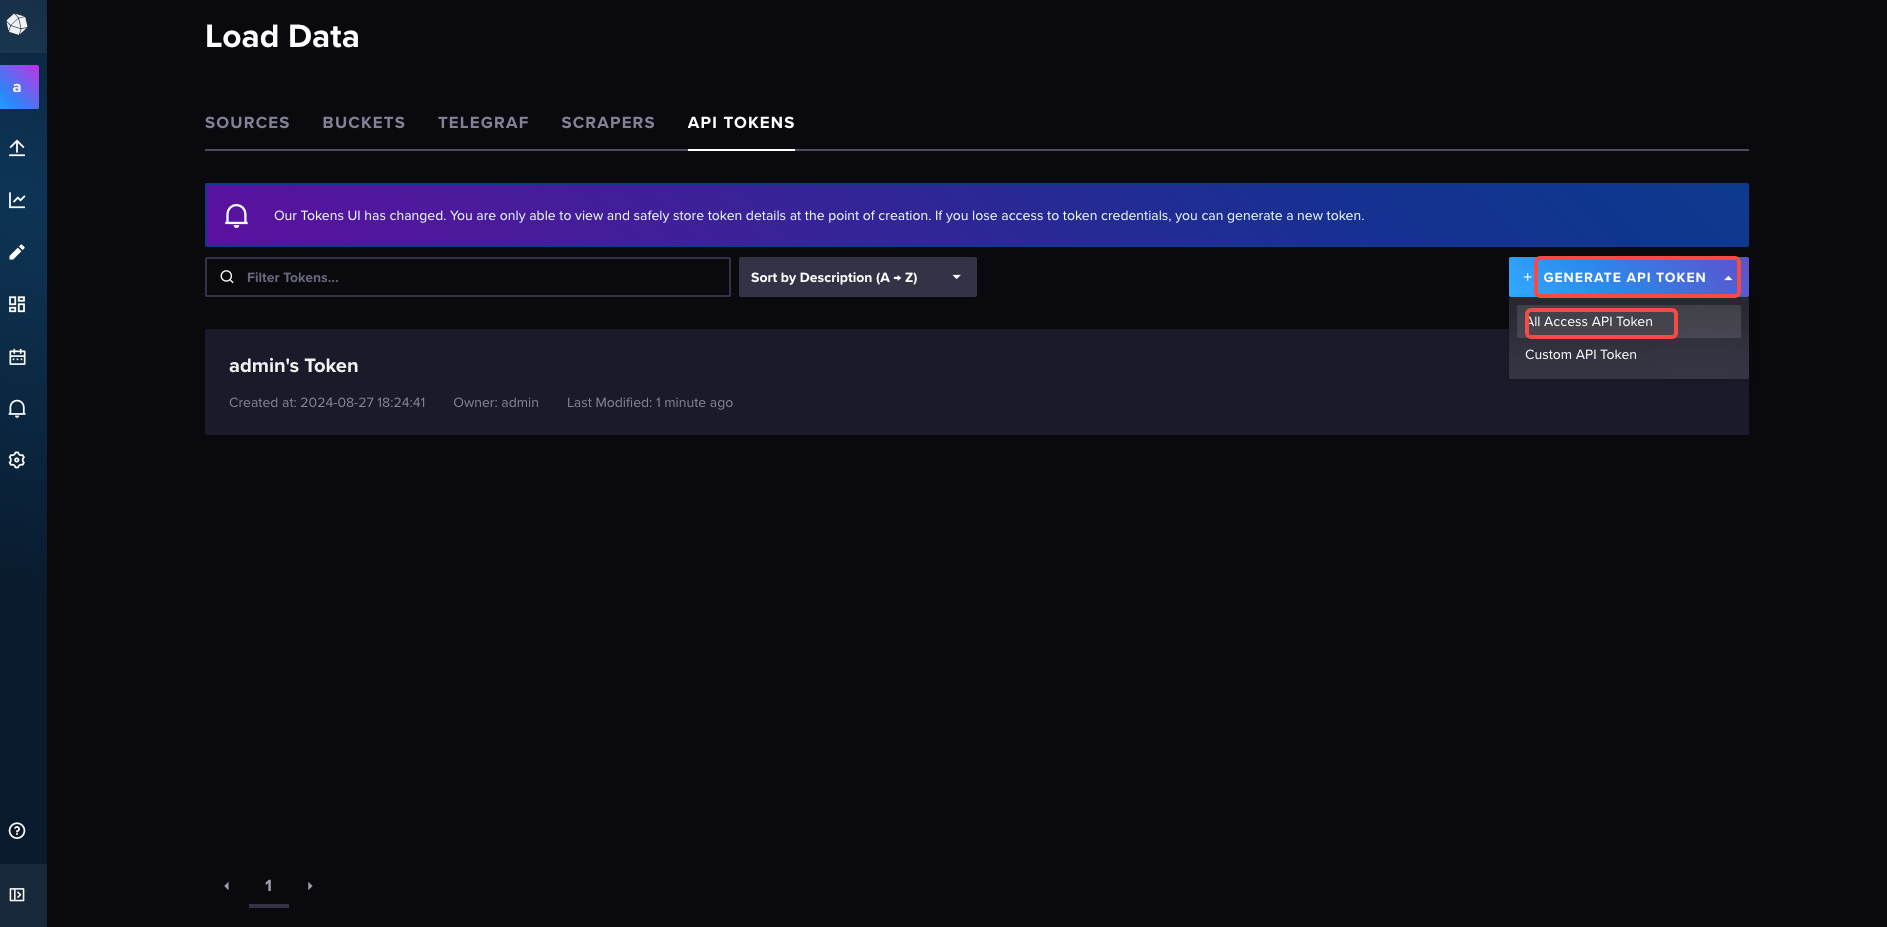 Load Data
a
SOURCES BUCKETS TELEGRAF SCRAPERS API TOKENS
Our Tokens UI has changed. You are only able to view and safely store token details at the point of creation. If you lose access to token credentials, you can generate a new token.
Filter Tokens... Sort by Description (A → Z) + GENERATE API TOKEN
All Access API Token
Custom API Token
admin's Token
Created at: 2024-08-27 18:24:41 Owner: admin Last Modified: 1 minute ago
1